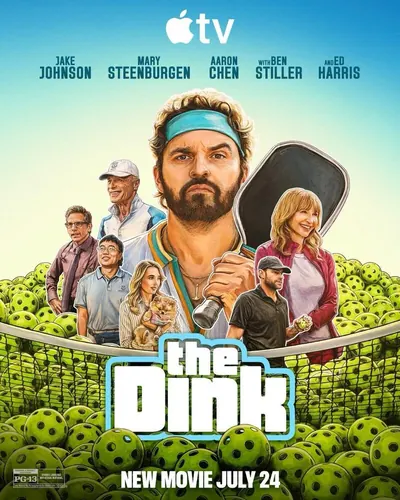 tv
JAKE JOHNSON
MARY STEENBURGEN
AARON CHEN
WITH BEN STILLER
AND ED HARRIS
the
Dink
PG-13
NEW MOVIE JULY 24